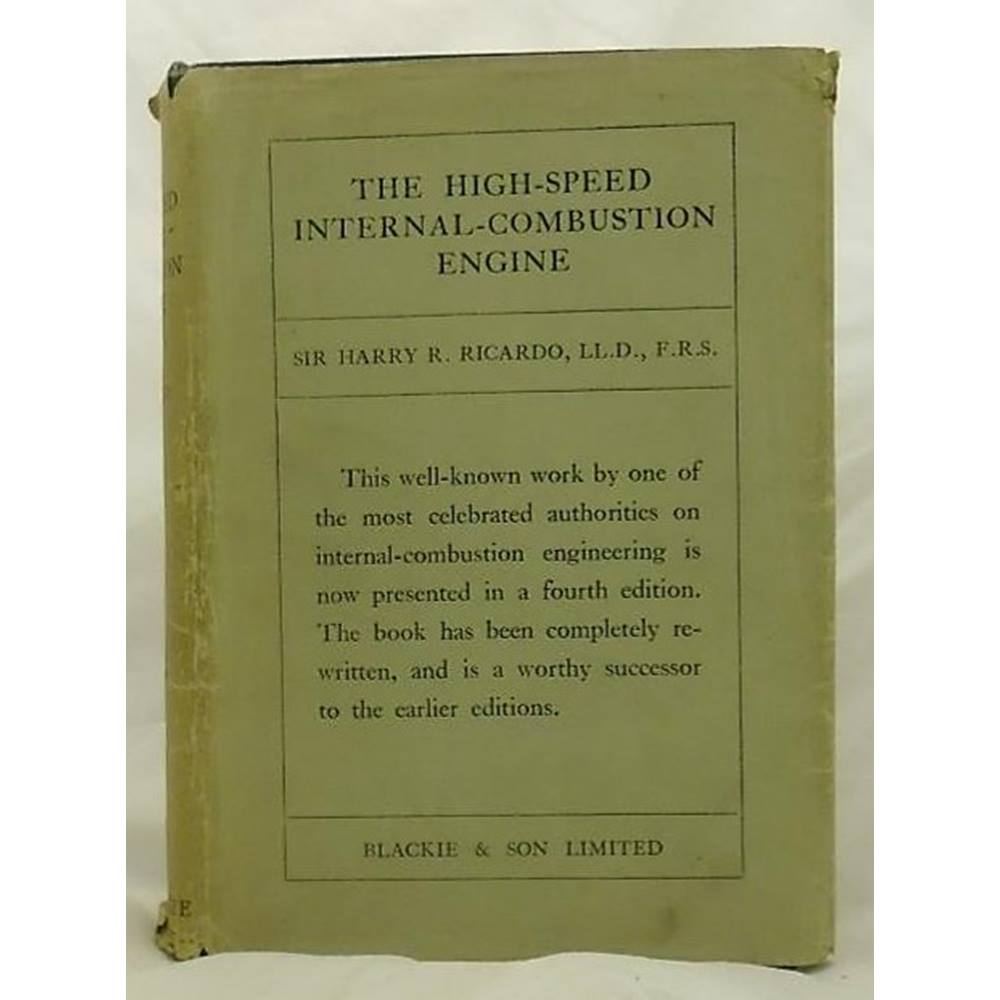 THE HIGH-SPEED
INTERNAL-COMBUSTION
ENGINE
SIR HARRY R. RICARDO, LL.D., F.R.S.
This well-known work by one of
the most celebrated authorities on
internal-combustion engineering is
now presented in a fourth edition.
The book has been completely re-
written, and is a worthy successor
to the earlier editions.
BLACKIE & SON LIMITED